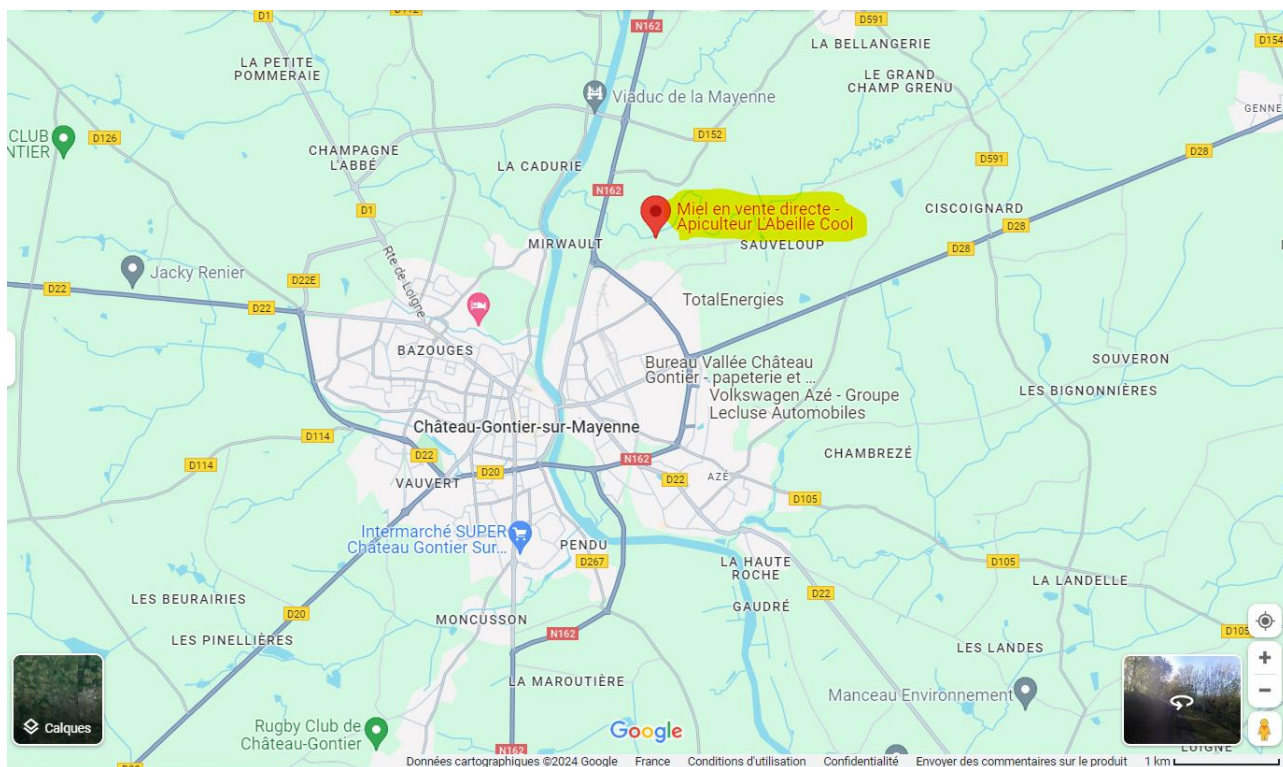 D1
D112
N162
D591
LA BELLANGERIE
D154
LA PETITE
POMMERAIE
LE GRAND
CHAMP GRENU
Viaduc de la Mayenne
GENNE
CLUB
NTIER
D126
D152
CHAMPAGNE
L'ABBÉ
LA CADURIE
D28
D591
N162
D1
Miel en vente directe -
Apiculteur L'Abeille Cool
CISCOIGNARD
D28
MIRWAULT
SAUVELOUP
D28
Rte de Loigne
Jacky Renier
D22E
D22
D22
TotalEnergies
BAZOUGES
Bureau Vallée Château
Gontier - papeterie et ...
SOUVERON
Volkswagen Azé - Groupe
Lecluse Automobiles
LES BIGNONNIÈRES
Château-Gontier-sur-Mayenne
D114
D22
D114
N162
CHAMBREZÉ
D20
VAUVERT
D22
AZÉ
D105
Intermarché SUPER
Château Gontier Sur...
PENDU
D267
LA HAUTE
ROCHE
D105
LA LANDELLE
LES BEURAIRIES
D20
GAUDRÉ
D22
MONCUSSON
N162
D105
LES PINELLIÈRES
LES LANDES
LA MAROUTIÈRE
Manceau Environnement
Calques
Rugby Club de
Château-Gontier
Google
N162
LOIGNÉ
Données cartographiques ©2024 Google France Conditions d'utilisation Confidentialité Envoyer des commentaires sur le produit 1 km